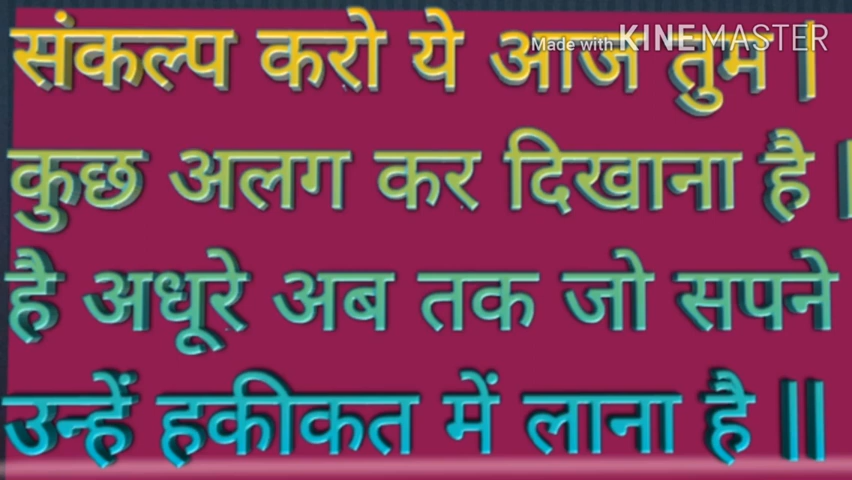 Made with KINEMASTER
संकल्प करो ये आज तुम |
कुछ अलग कर दिखाना है |
है अधूरे अब तक जो सपने
उन्हें हकीकत में लाना है ||